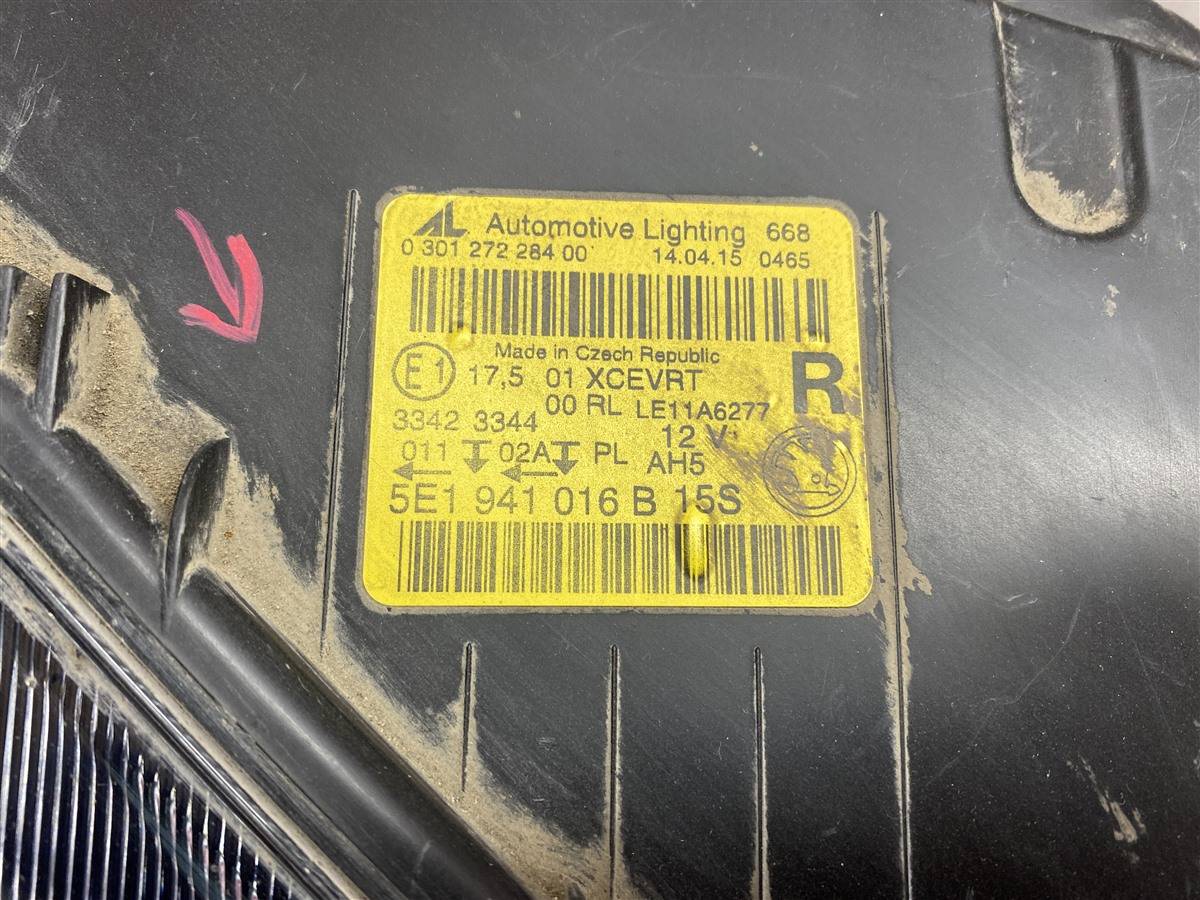 AL Automotive Lighting 668
0 301 272 284 00 14.04.15 0465
Made in Czech Republic
E1 17,5 01 XCEVRT R
00 RL LE11A6277
3342 3344 12 V
011 02A PL AH5
5E1 941 016 B 15S